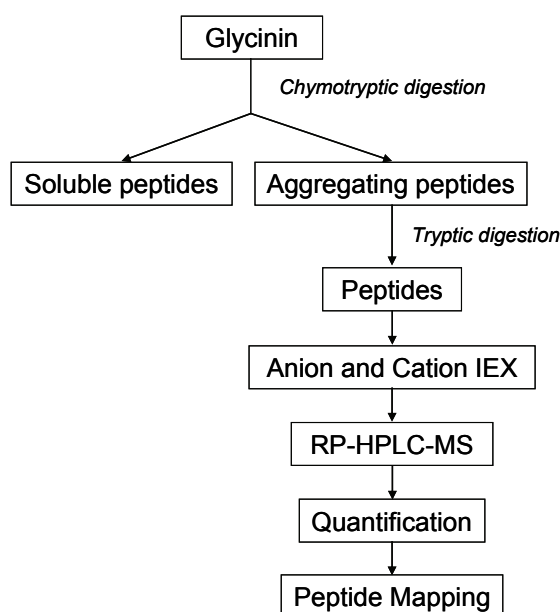 Glycinin
Chymotryptic digestion
Soluble peptides
Aggregating peptides
Tryptic digestion
Peptides
Anion and Cation IEX
RP-HPLC-MS
Quantification
Peptide Mapping